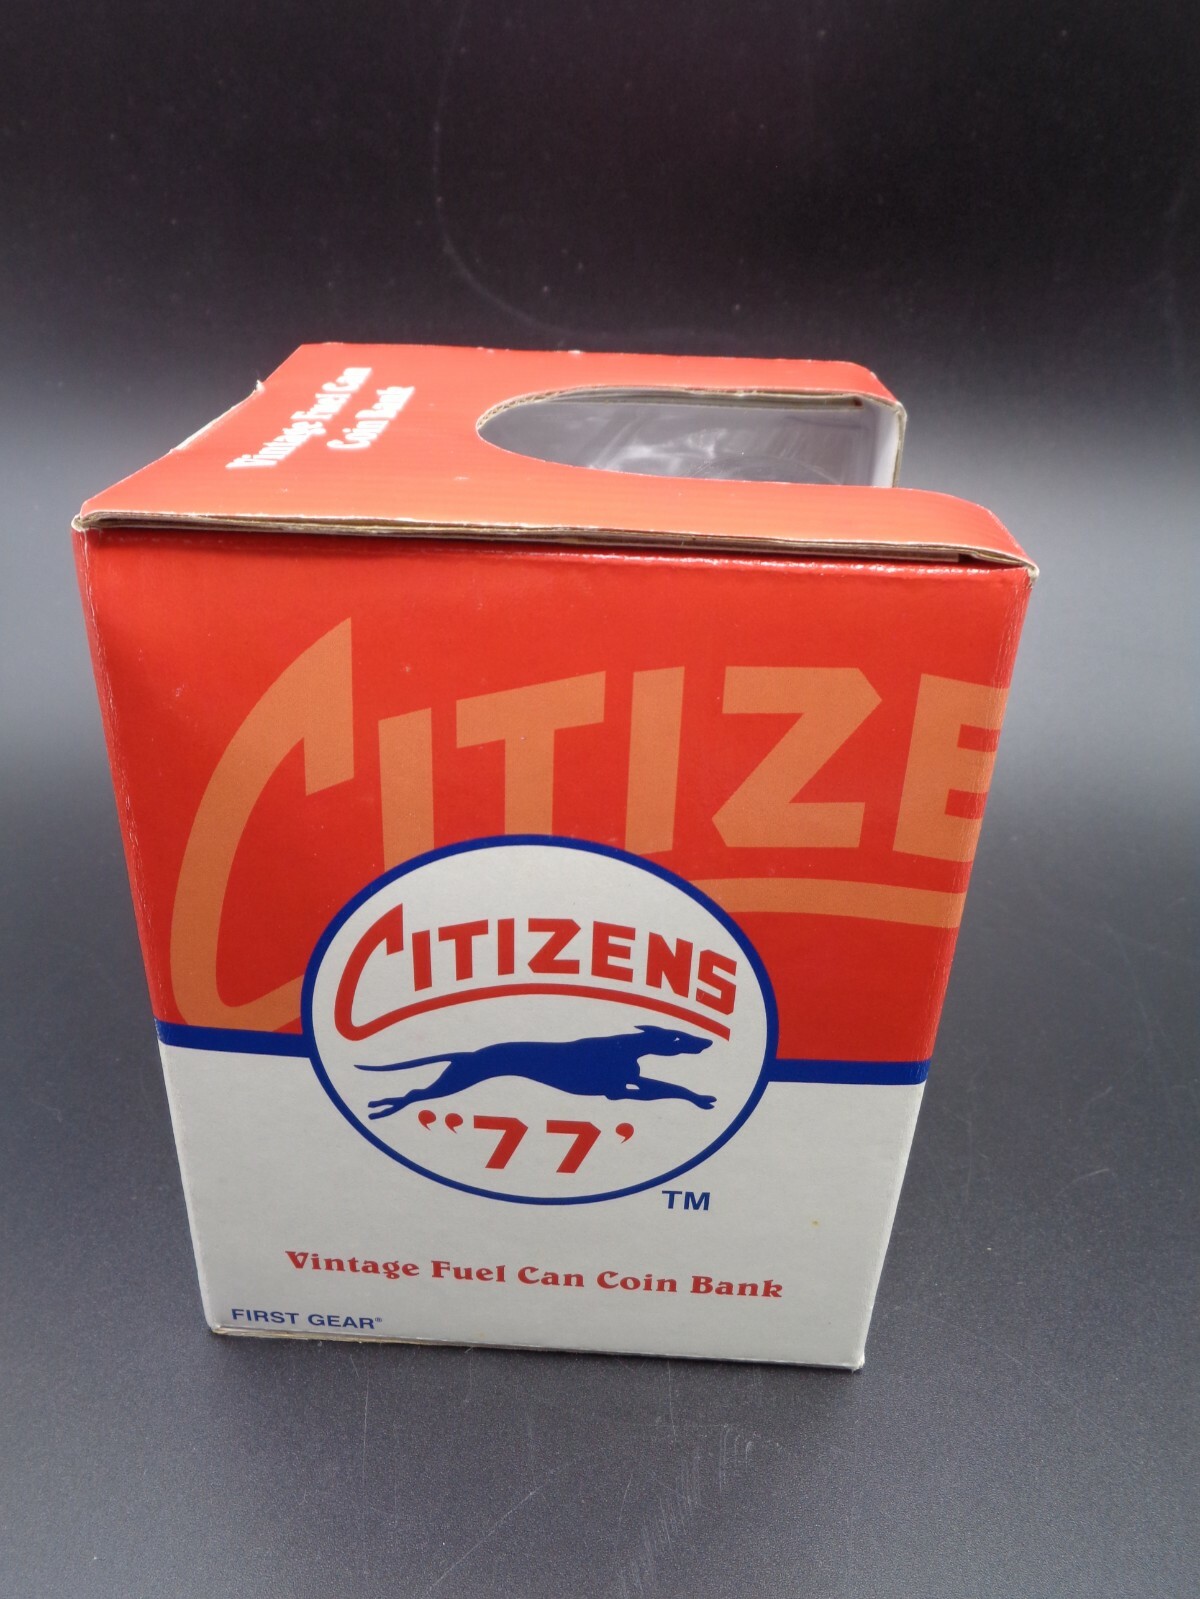 Vintage Fuel Can
Coin Bank
CITIZE
CITIZENS
“77’
TM
Vintage Fuel Can Coin Bank
FIRST GEAR®